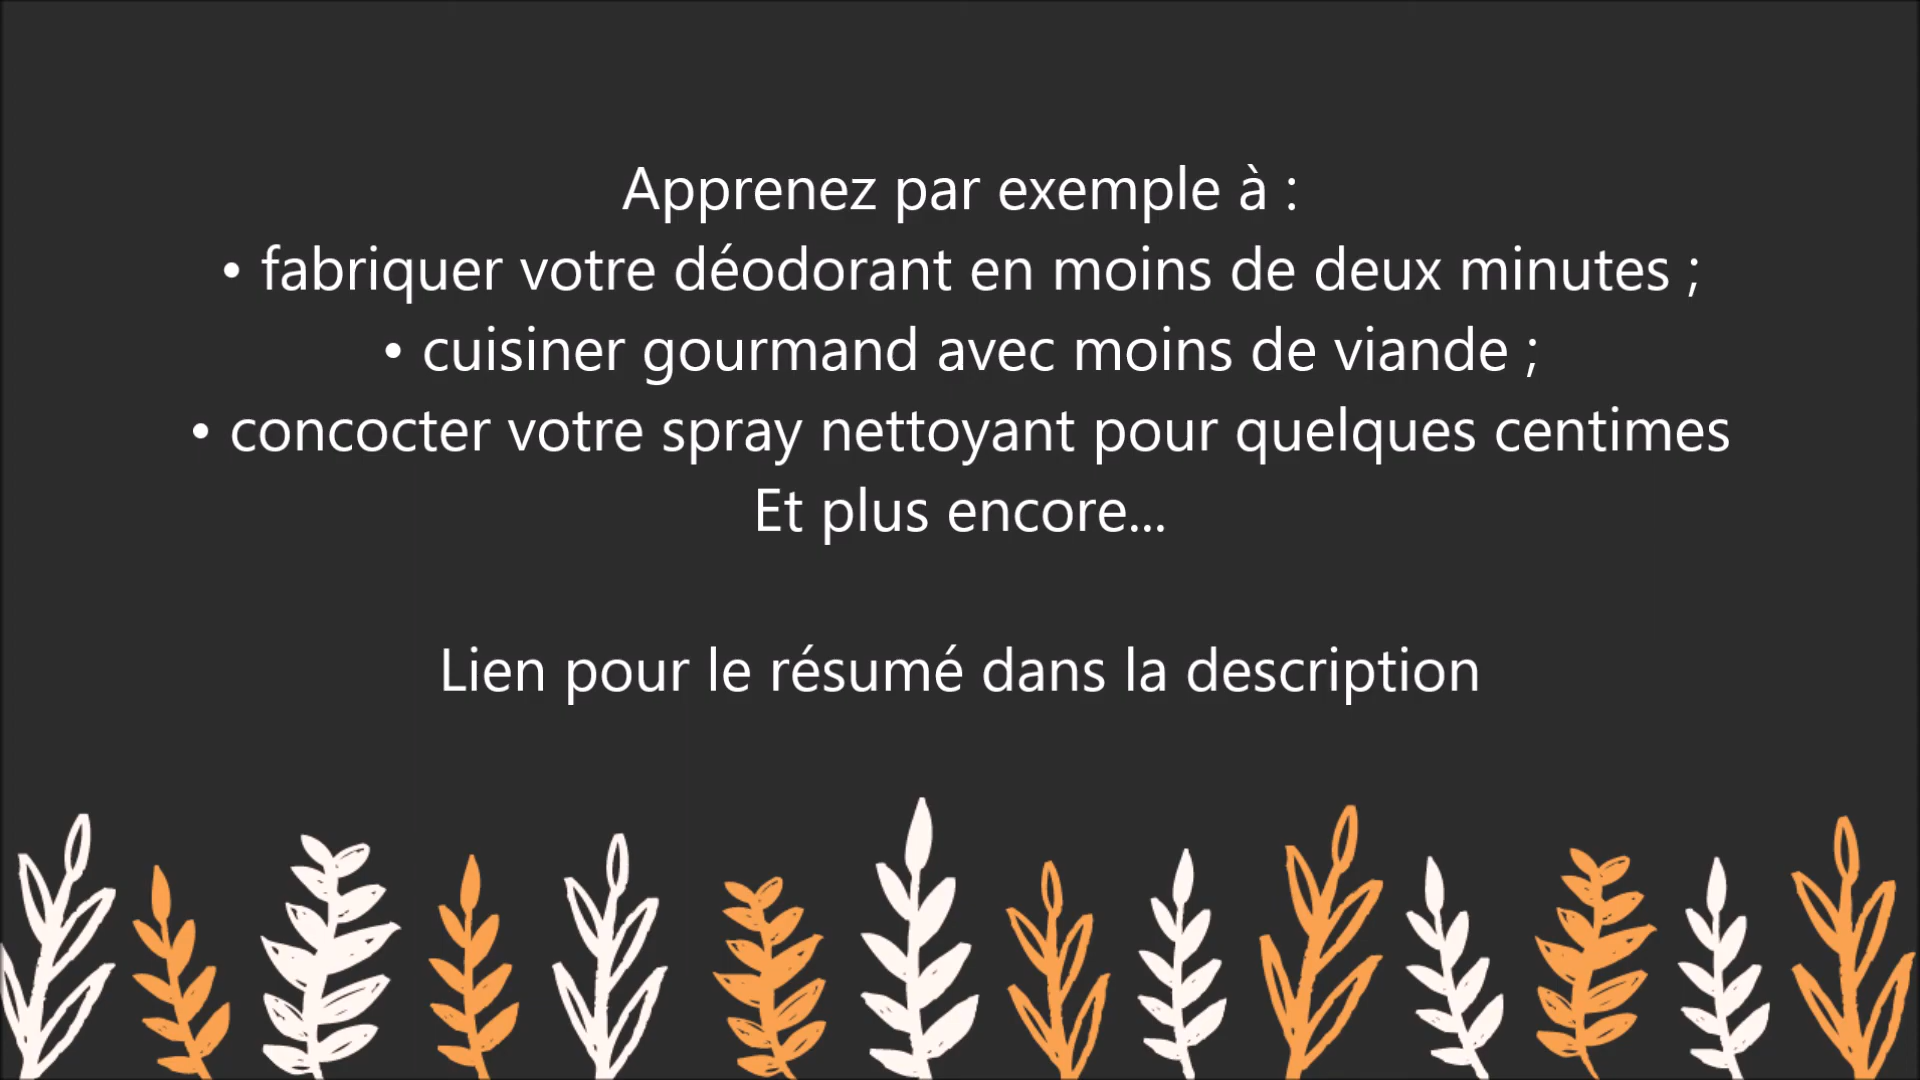 Apprenez par exemple à :
• fabriquer votre déodorant en moins de deux minutes ;
• cuisiner gourmand avec moins de viande ;
• concocter votre spray nettoyant pour quelques centimes
Et plus encore...
Lien pour le résumé dans la description